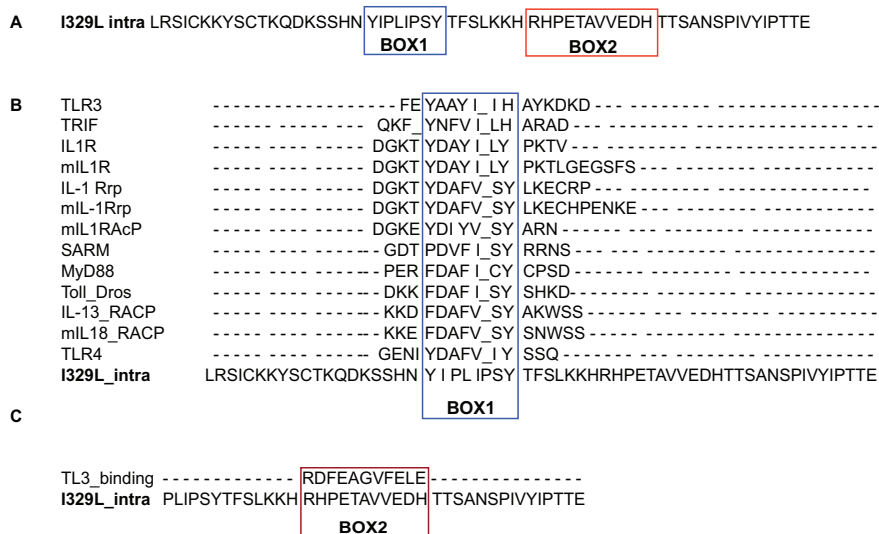 A I329L intra LRSICKKYSCTKQDKSSHN YIPLIPSY TFSLKKH RHPETAVVEDH TTSANSPIVYIPTTE
BOX1 BOX2
B TLR3 - - - - - - - - - - - - - - - - - - FE YAAY I_ I H AYKDKD - - - - - - - - - - - - - - - - - - - - - - - - - - - - -
TRIF - - - - - - - - - - - - - - - - QKF_ YNFV I_LH ARAD - - - - - - - - - - - - - - - - - - - - - - - - - - - - - - -
IL1R - - - - - - - - - - - - - - - - DGKT YDAY I_LY PKTV - - - - - - - - - - - - - - - - - - - - - - - - - - - - - - -
mIL1R - - - - - - - - - - - - - - - - DGKT YDAY I_LY PKTLGEGSFS - - - - - - - - - - - - - - - - - - - - - - - - -
IL-1 Rrp - - - - - - - - - - - - - - - - DGKT YDAFV_SY LKECRP - - - - - - - - - - - - - - - - - - - - - - - - - - - - -
mIL-1Rrp - - - - - - - - - - - - - - - - DGKT YDAFV_SY LKECHPENKE - - - - - - - - - - - - - - - - - - - - - - - -
mIL1RAcP - - - - - - - - - - - - - - - - DGKE YDI YV_SY ARN - - - - - - - - - - - - - - - - - - - - - - - - - - - - - - - -
SARM - - - - - - - - - - - - - - - - - GDT PDVF I_SY RRNS - - - - - - - - - - - - - - - - - - - - - - - - - - - - - - -
MyD88 - - - - - - - - - - - - - - - - - PER FDAF I_CY CPSD - - - - - - - - - - - - - - - - - - - - - - - - - - - - - - -
Toll_Dros - - - - - - - - - - - - - - - - - DKK FDAF I_SY SHKD- - - - - - - - - - - - - - - - - - - - - - - - - - - - - - - -
IL-13_RACP - - - - - - - - - - - - - - - - - KKD FDAFV_SY AKWSS - - - - - - - - - - - - - - - - - - - - - - - - - - - - - -
mIL18_RACP - - - - - - - - - - - - - - - - - KKE FDAFV_SY SNWSS - - - - - - - - - - - - - - - - - - - - - - - - - - - - - -
TLR4 - - - - - - - - - - - - - - - - GENI YDAFV_I Y SSQ - - - - - - - - - - - - - - - - - - - - - - - - - - - - - - - -
I329L_intra LRSICKKYSCTKQDKSSHN Y I PL IPSY TFSLKKHRHPETAVVEDHTTSANSPIVYIPTTE
BOX1
C
TL3_binding - - - - - - - - - - - - - RDFEAGVFELE - - - - - - - - - - - - - - -
I329L_intra PLIPSYTFSLKKH RHPETAVVEDH TTSANSPIVYIPTTE
BOX2